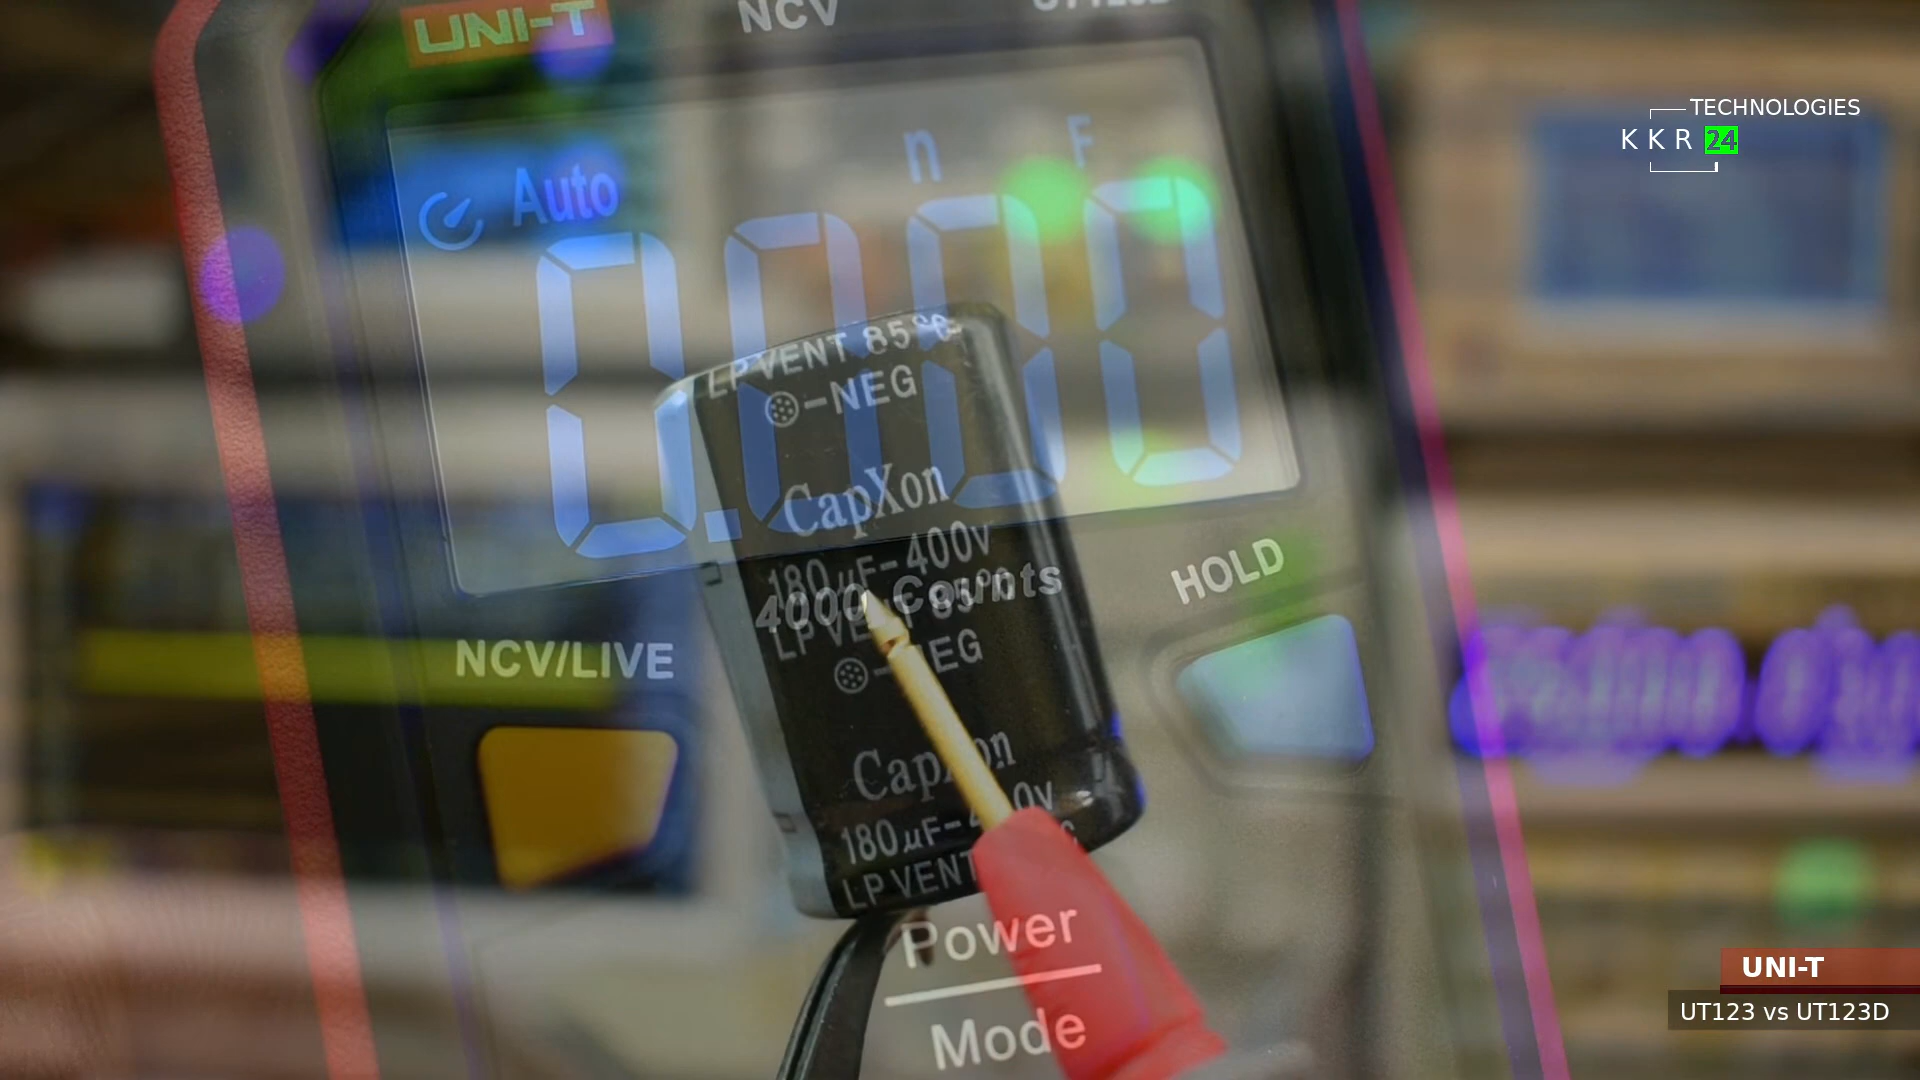 UNI-T
NCV
TECHNOLOGIES
KKR 24
n F
Auto
0.000
LP VENT 85°C
-NEG
CapXon
180µF-400V
4000 Counts
LP VENT 85°C
HOLD
NCV/LIVE
CapXon
180µF-
LP VENT
Power
Mode
UNI-T
UT123 vs UT123D